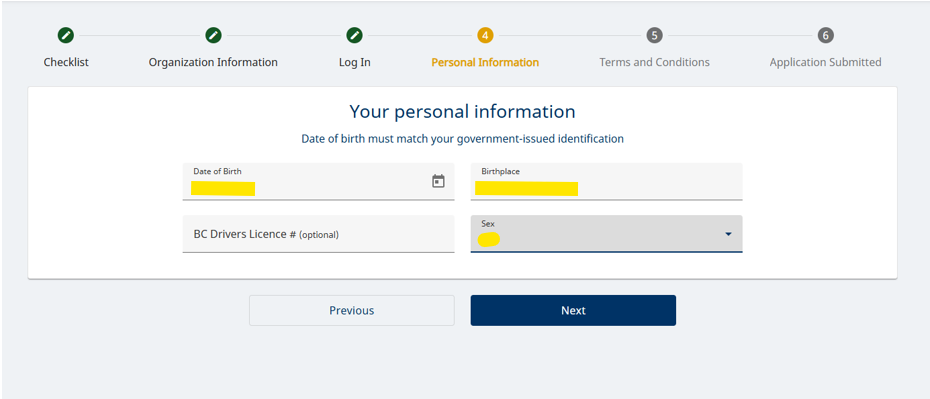 4 5 6
Checklist Organization Information Log In Personal Information Terms and Conditions Application Submitted
Your personal information
Date of birth must match your government-issued identification
Date of Birth Birthplace
BC Drivers Licence # (optional) Sex
Previous Next